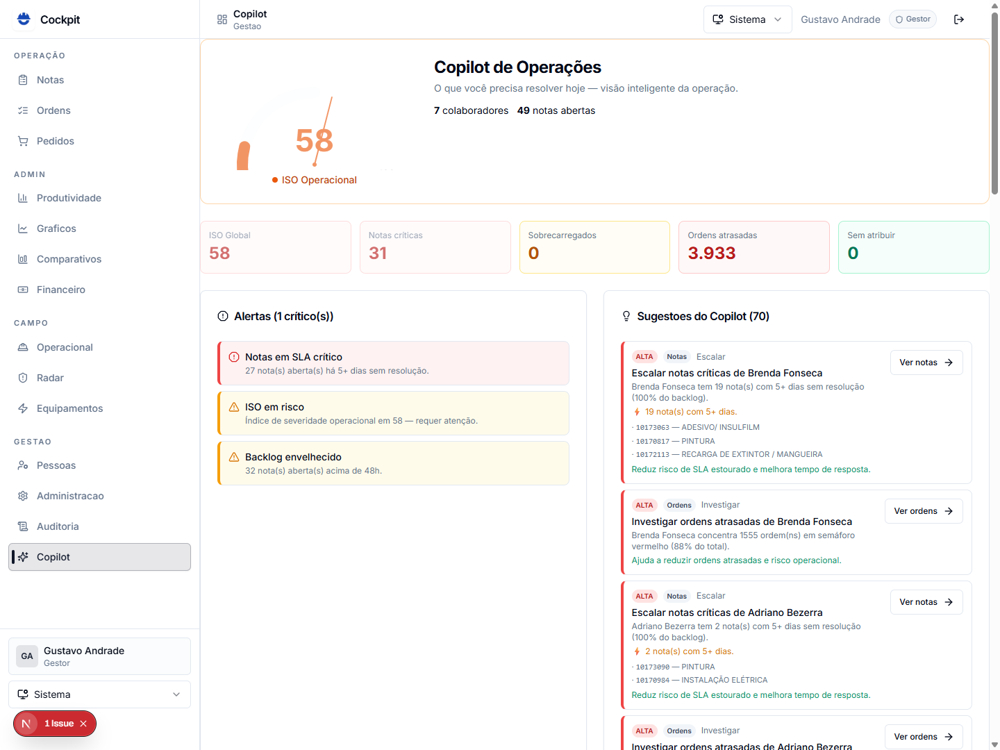 Cockpit
OPERAÇÃO
Notas
Ordens
Pedidos
ADMIN
Produtividade
Graficos
Comparativos
Financeiro
CAMPO
Operacional
Radar
Equipamentos
GESTAO
Pessoas
Administracao
Auditoria
Copilot
GA
Gustavo Andrade
Gestor
Sistema
N
1 Issue
Copilot
Gestao
Sistema
Gustavo Andrade
Gestor
58
ISO Operacional
Copilot de Operações
O que você precisa resolver hoje — visão inteligente da operação.
7 colaboradores 49 notas abertas
ISO Global
58
Notas críticas
31
Sobrecarregados
0
Ordens atrasadas
3.933
Sem atribuir
0
Alertas (1 crítico(s))
Notas em SLA crítico
27 nota(s) aberta(s) há 5+ dias sem resolução.
ISO em risco
Índice de severidade operacional em 58 — requer atenção.
Backlog envelhecido
32 nota(s) aberta(s) acima de 48h.
Sugestoes do Copilot (70)
ALTA Notas Escalar
Ver notas
Escalar notas críticas de Brenda Fonseca
Brenda Fonseca tem 19 nota(s) com 5+ dias sem resolução
(100% do backlog).
19 nota(s) com 5+ dias.
· 10173063 — ADESIVO/ INSULFILM
· 10170817 — PINTURA
· 10172113 — RECARGA DE EXTINTOR / MANGUEIRA
Reduz risco de SLA estourado e melhora tempo de resposta.
ALTA Ordens Investigar
Ver ordens
Investigar ordens atrasadas de Brenda Fonseca
Brenda Fonseca concentra 1555 ordem(ns) em semáforo
vermelho (88% do total).
Ajuda a reduzir ordens atrasadas e risco operacional.
ALTA Notas Escalar
Ver notas
Escalar notas críticas de Adriano Bezerra
Adriano Bezerra tem 2 nota(s) com 5+ dias sem resolução
(100% do backlog).
2 nota(s) com 5+ dias.
· 10173090 — PINTURA
· 10170984 — INSTALAÇÃO ELÉTRICA
Reduz risco de SLA estourado e melhora tempo de resposta.
ALTA Ordens Investigar
Ver ordens
Investigar ordens atrasadas de Adriano Bezerra